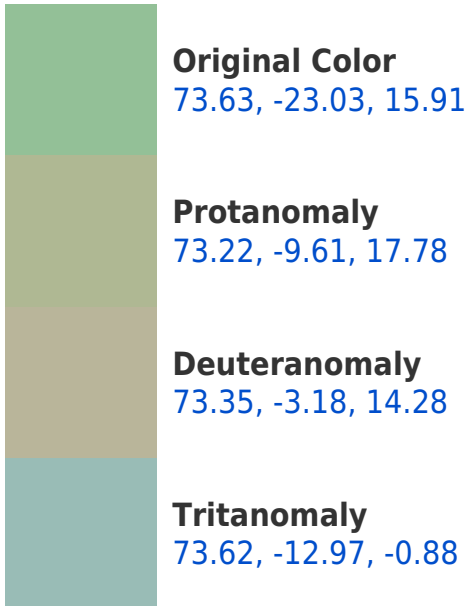 Original Color
73.63, -23.03, 15.91
Protanomaly
73.22, -9.61, 17.78
Deuteranomaly
73.35, -3.18, 14.28
Tritanomaly
73.62, -12.97, -0.88